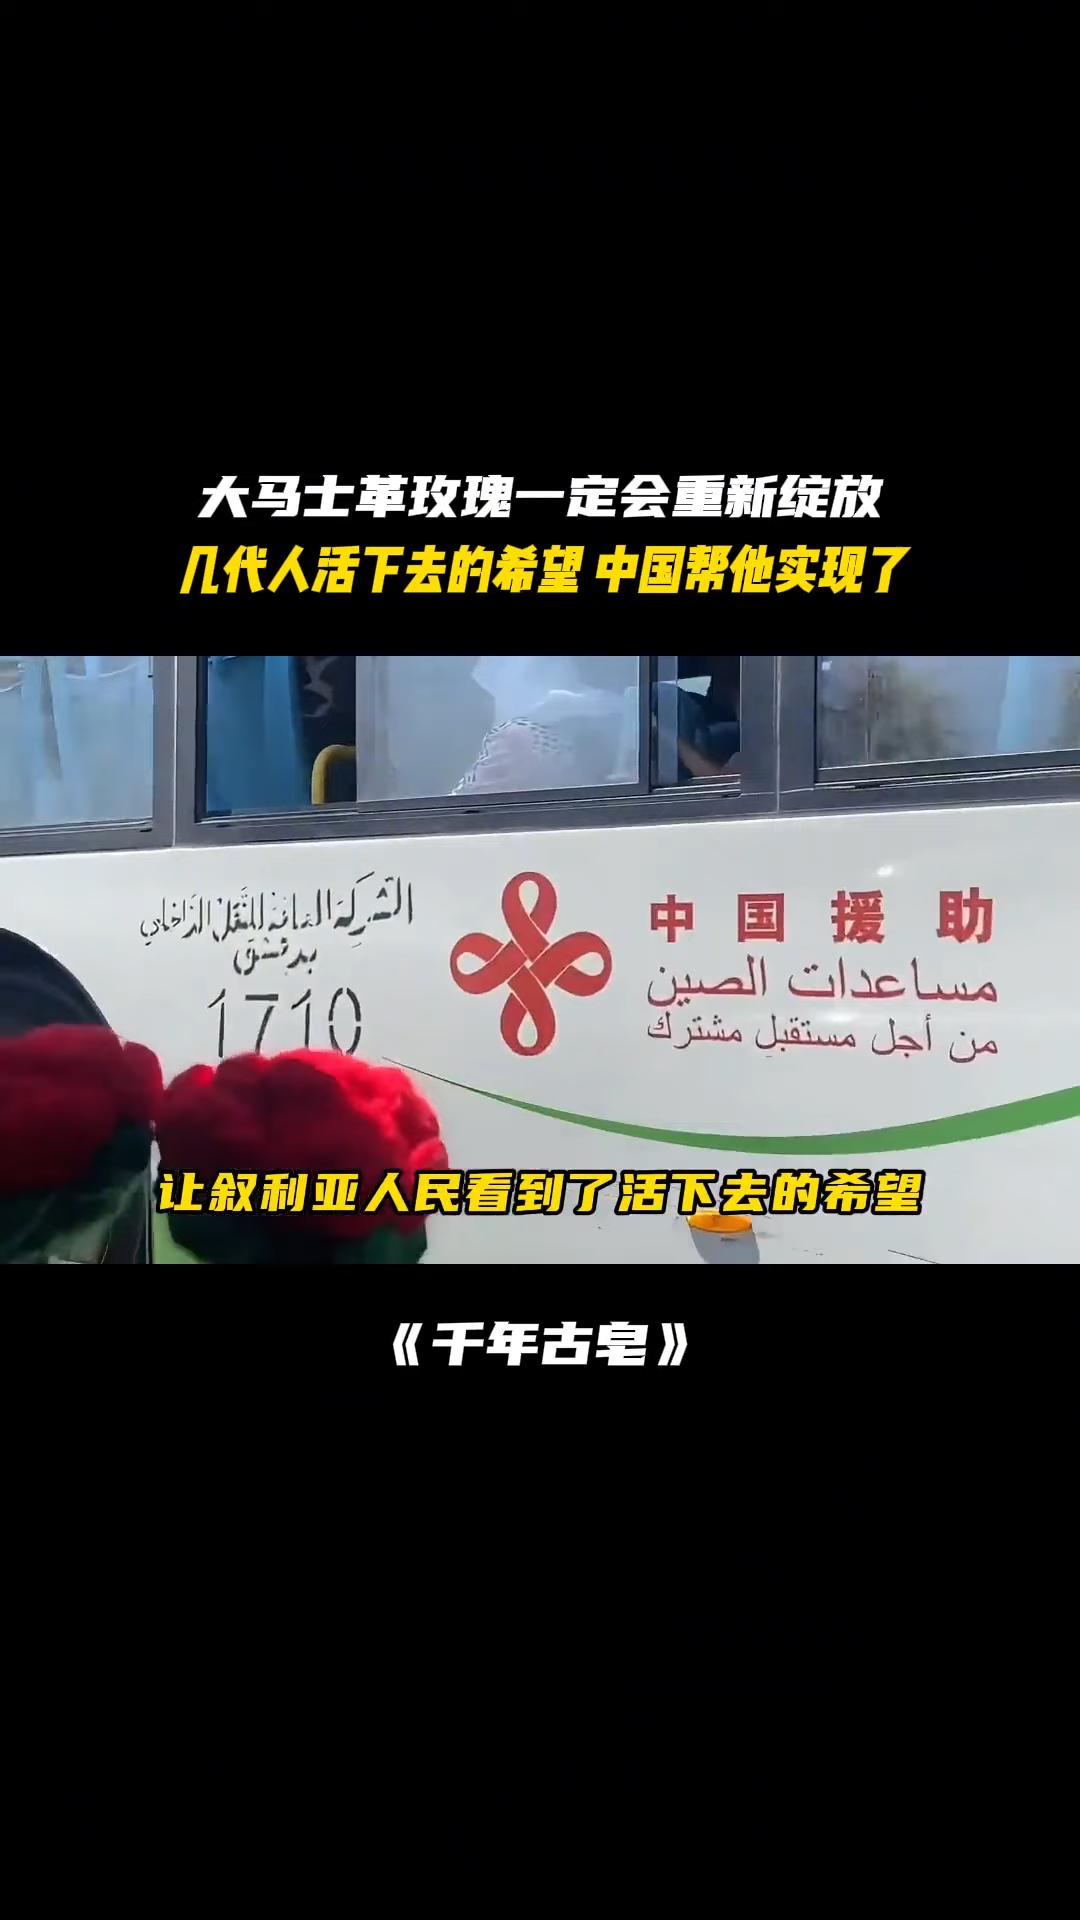 大马士革玫瑰一定会重新绽放
几代人活下去的希望 中国帮他实现了
الشركة العامة للنقل الداخلي
بدمشق
1710
中国援助
مساعدات الصين
من أجل مستقبل مشترك
让叙利亚人民看到了活下去的希望
《千年古皂》